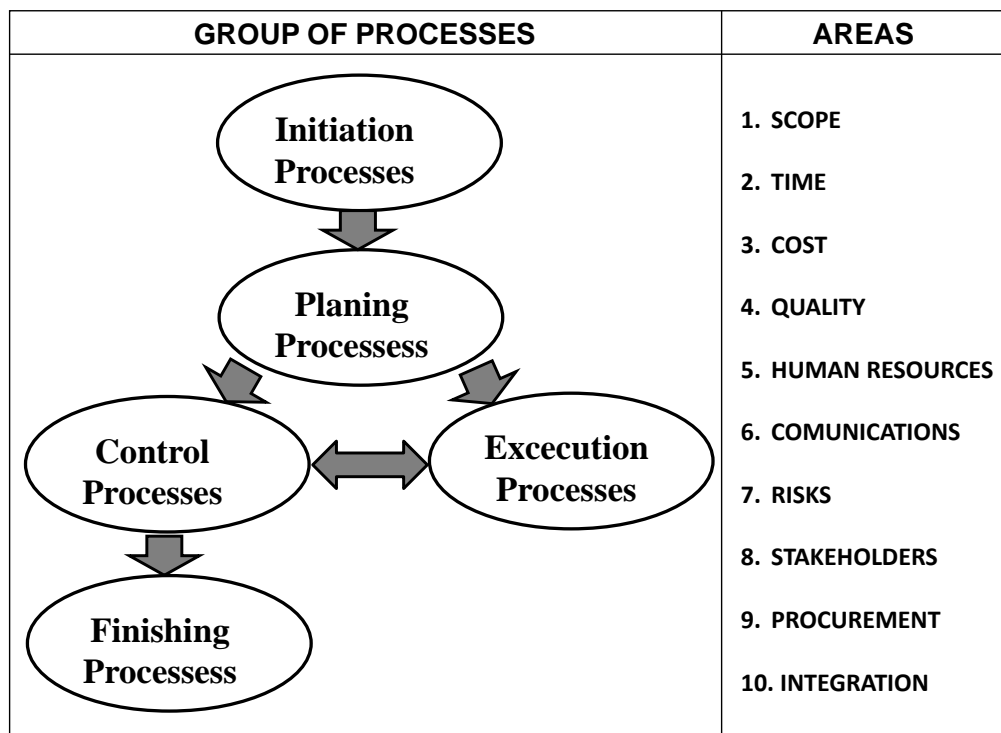 GROUP OF PROCESSES
AREAS
Initiation
Processes
Planing
Processess
Control
Processes
Excecution
Processes
Finishing
Processess
1. SCOPE
2. TIME
3. COST
4. QUALITY
5. HUMAN RESOURCES
6. COMUNICATIONS
7. RISKS
8. STAKEHOLDERS
9. PROCUREMENT
10. INTEGRATION